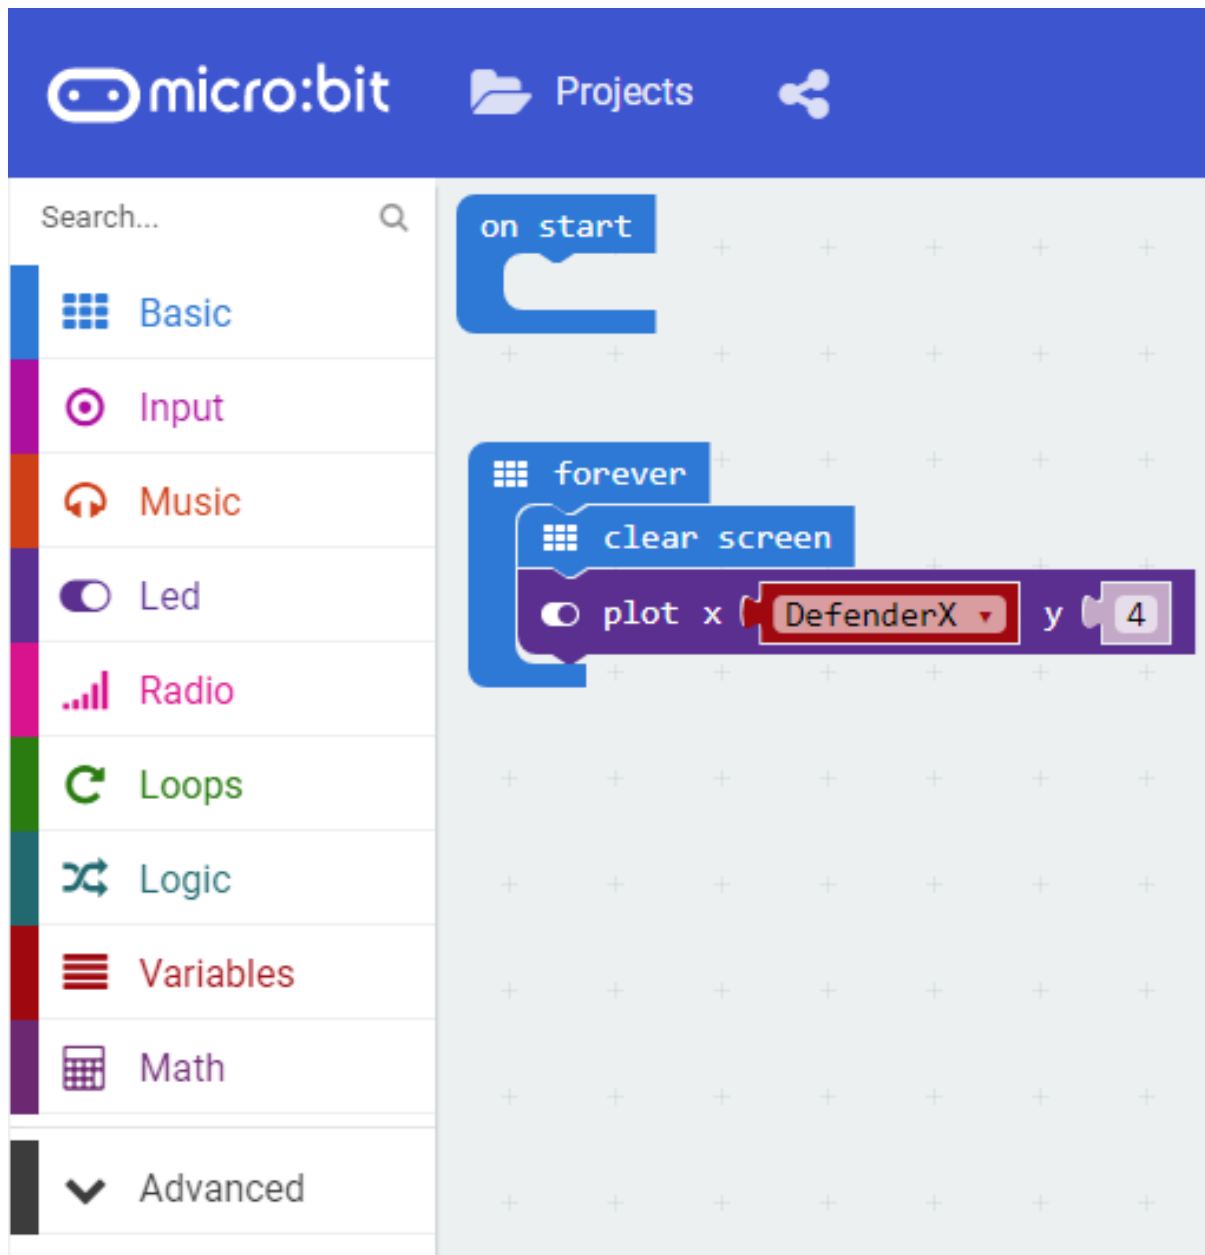 micro:bit Projects
Search...
Basic
Input
Music
Led
Radio
Loops
Logic
Variables
Math
Advanced
on start
forever
clear screen
plot x DefenderX y 4